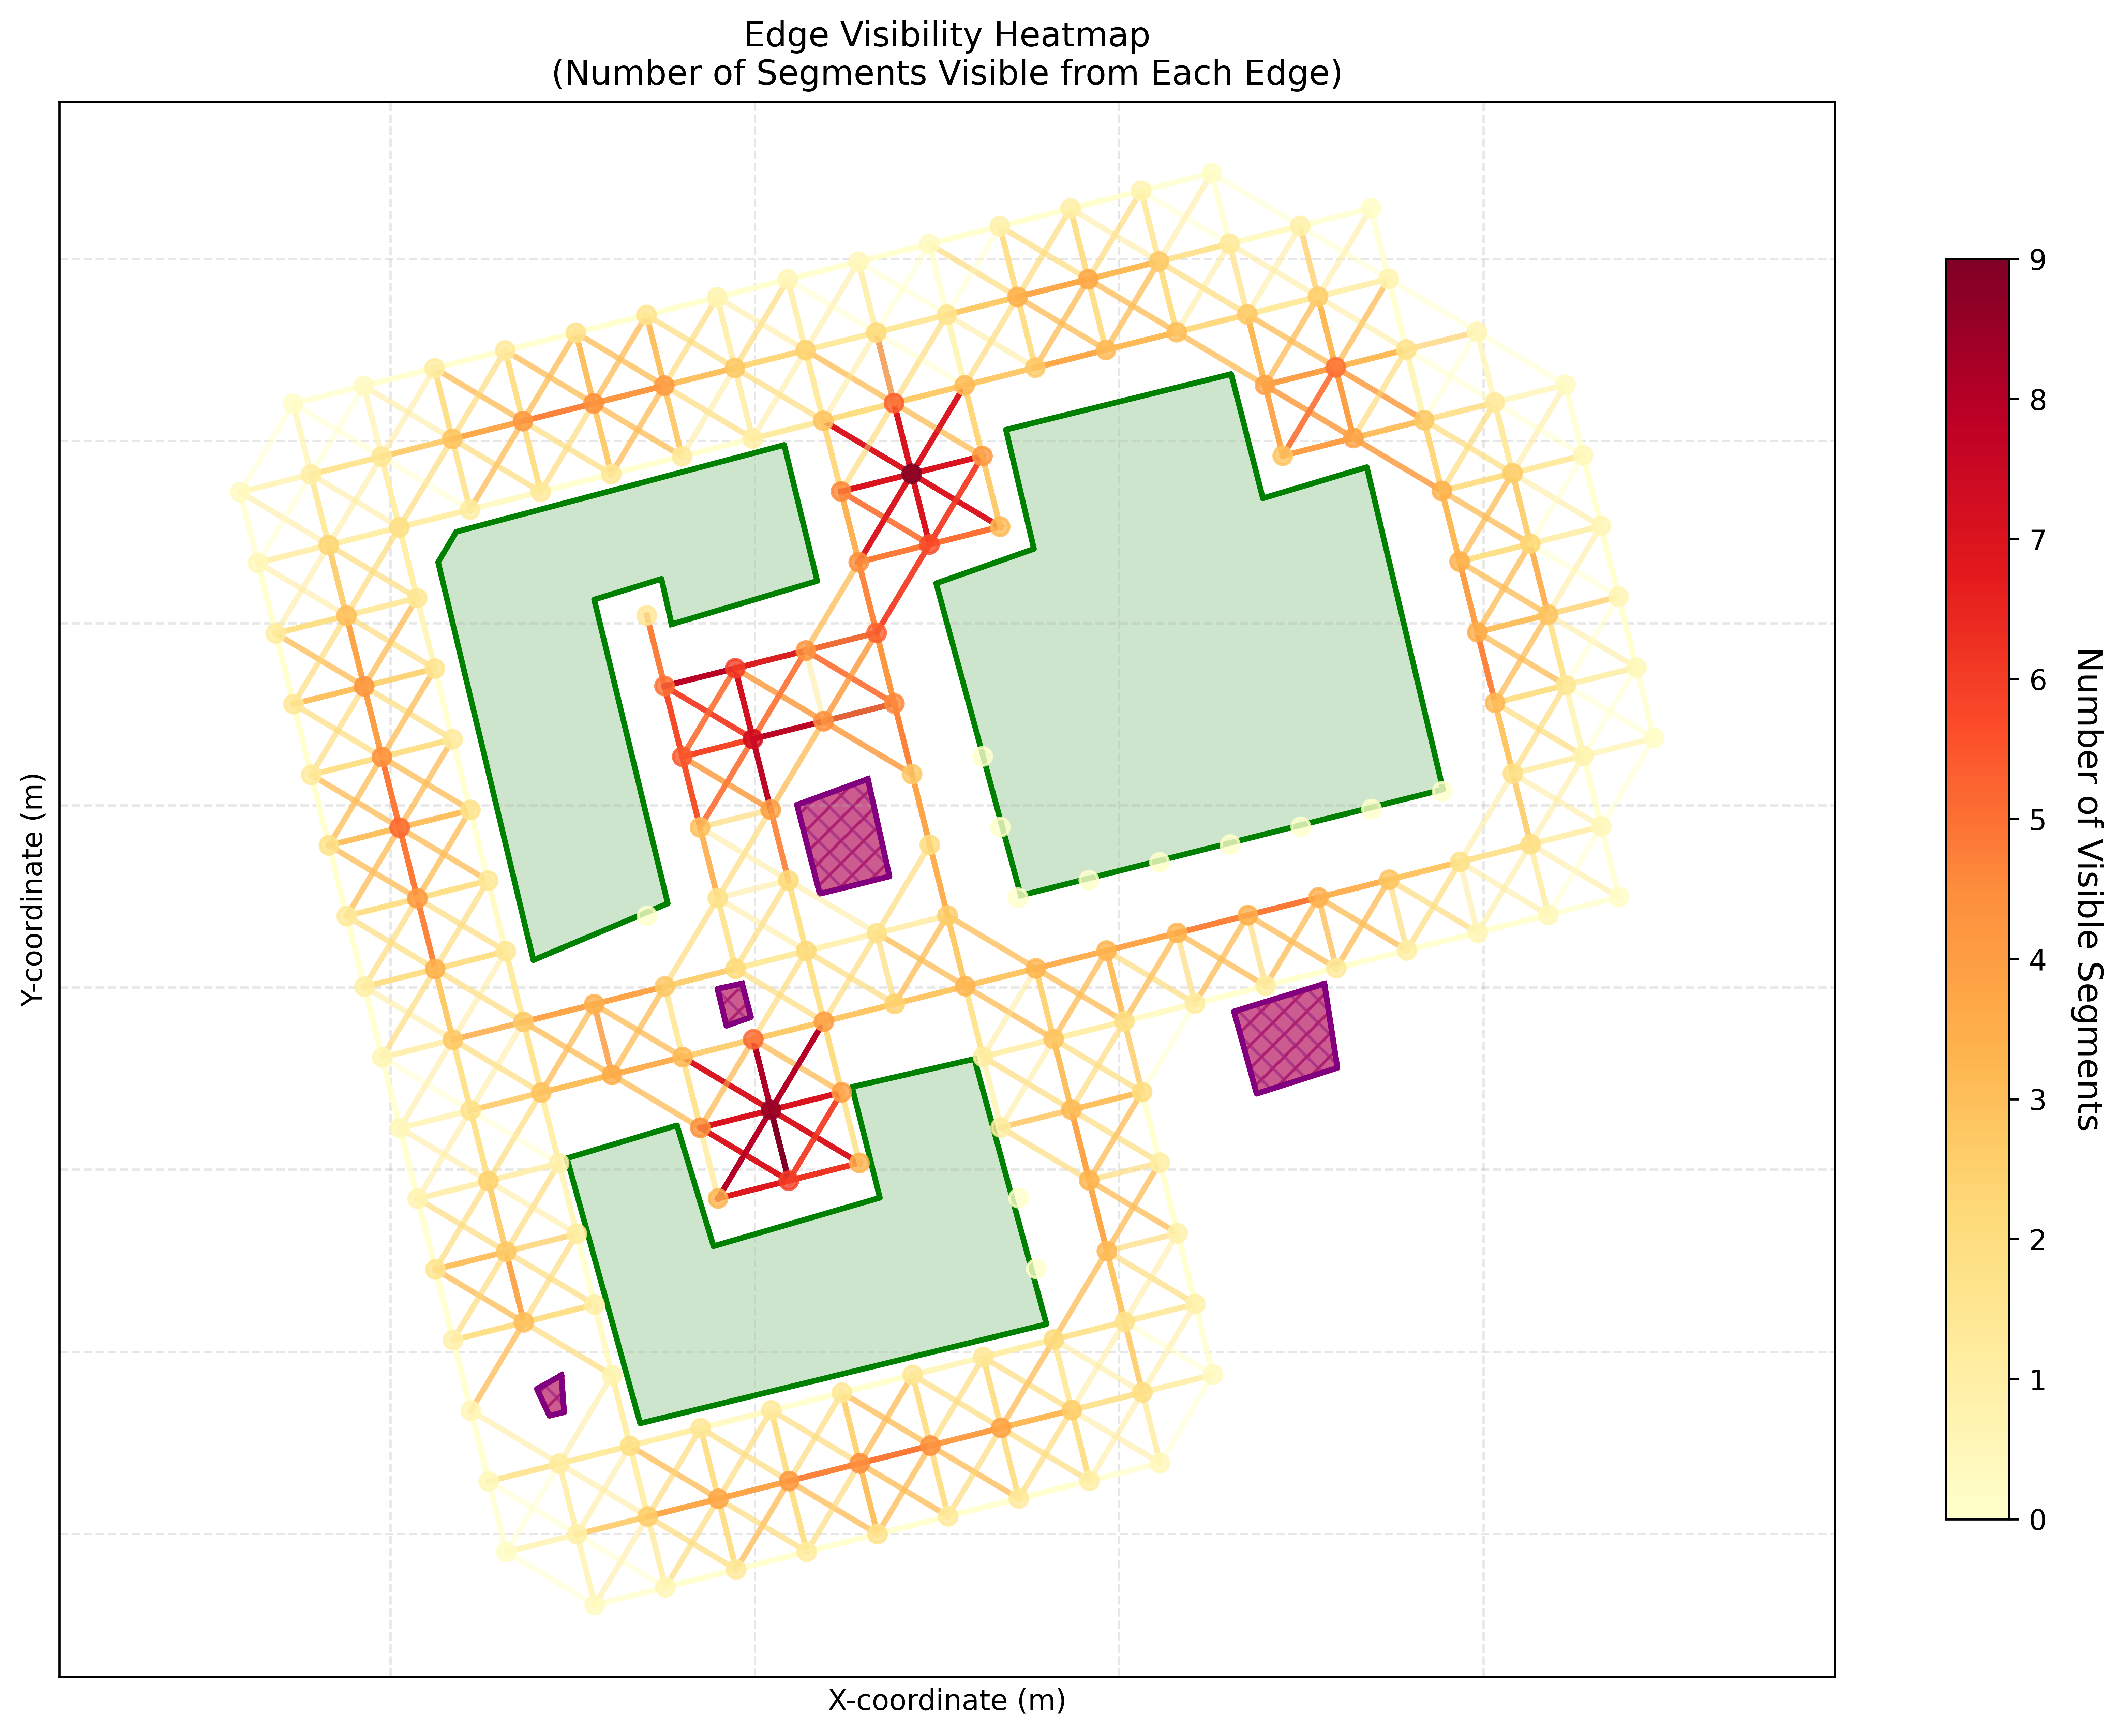 Edge Visibility Heatmap
(Number of Segments Visible from Each Edge)
Y-coordinate (m)
X-coordinate (m)
9
8
7
6
5
4
3
2
1
0
Number of Visible Segments